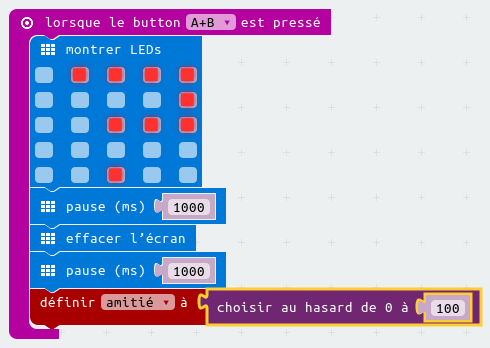 lorsque le bouton A+B est pressé
montrer LEDs
pause (ms) 1000
effacer l'écran
pause (ms) 1000
définir amitié à choisir au hasard de 0 à 100